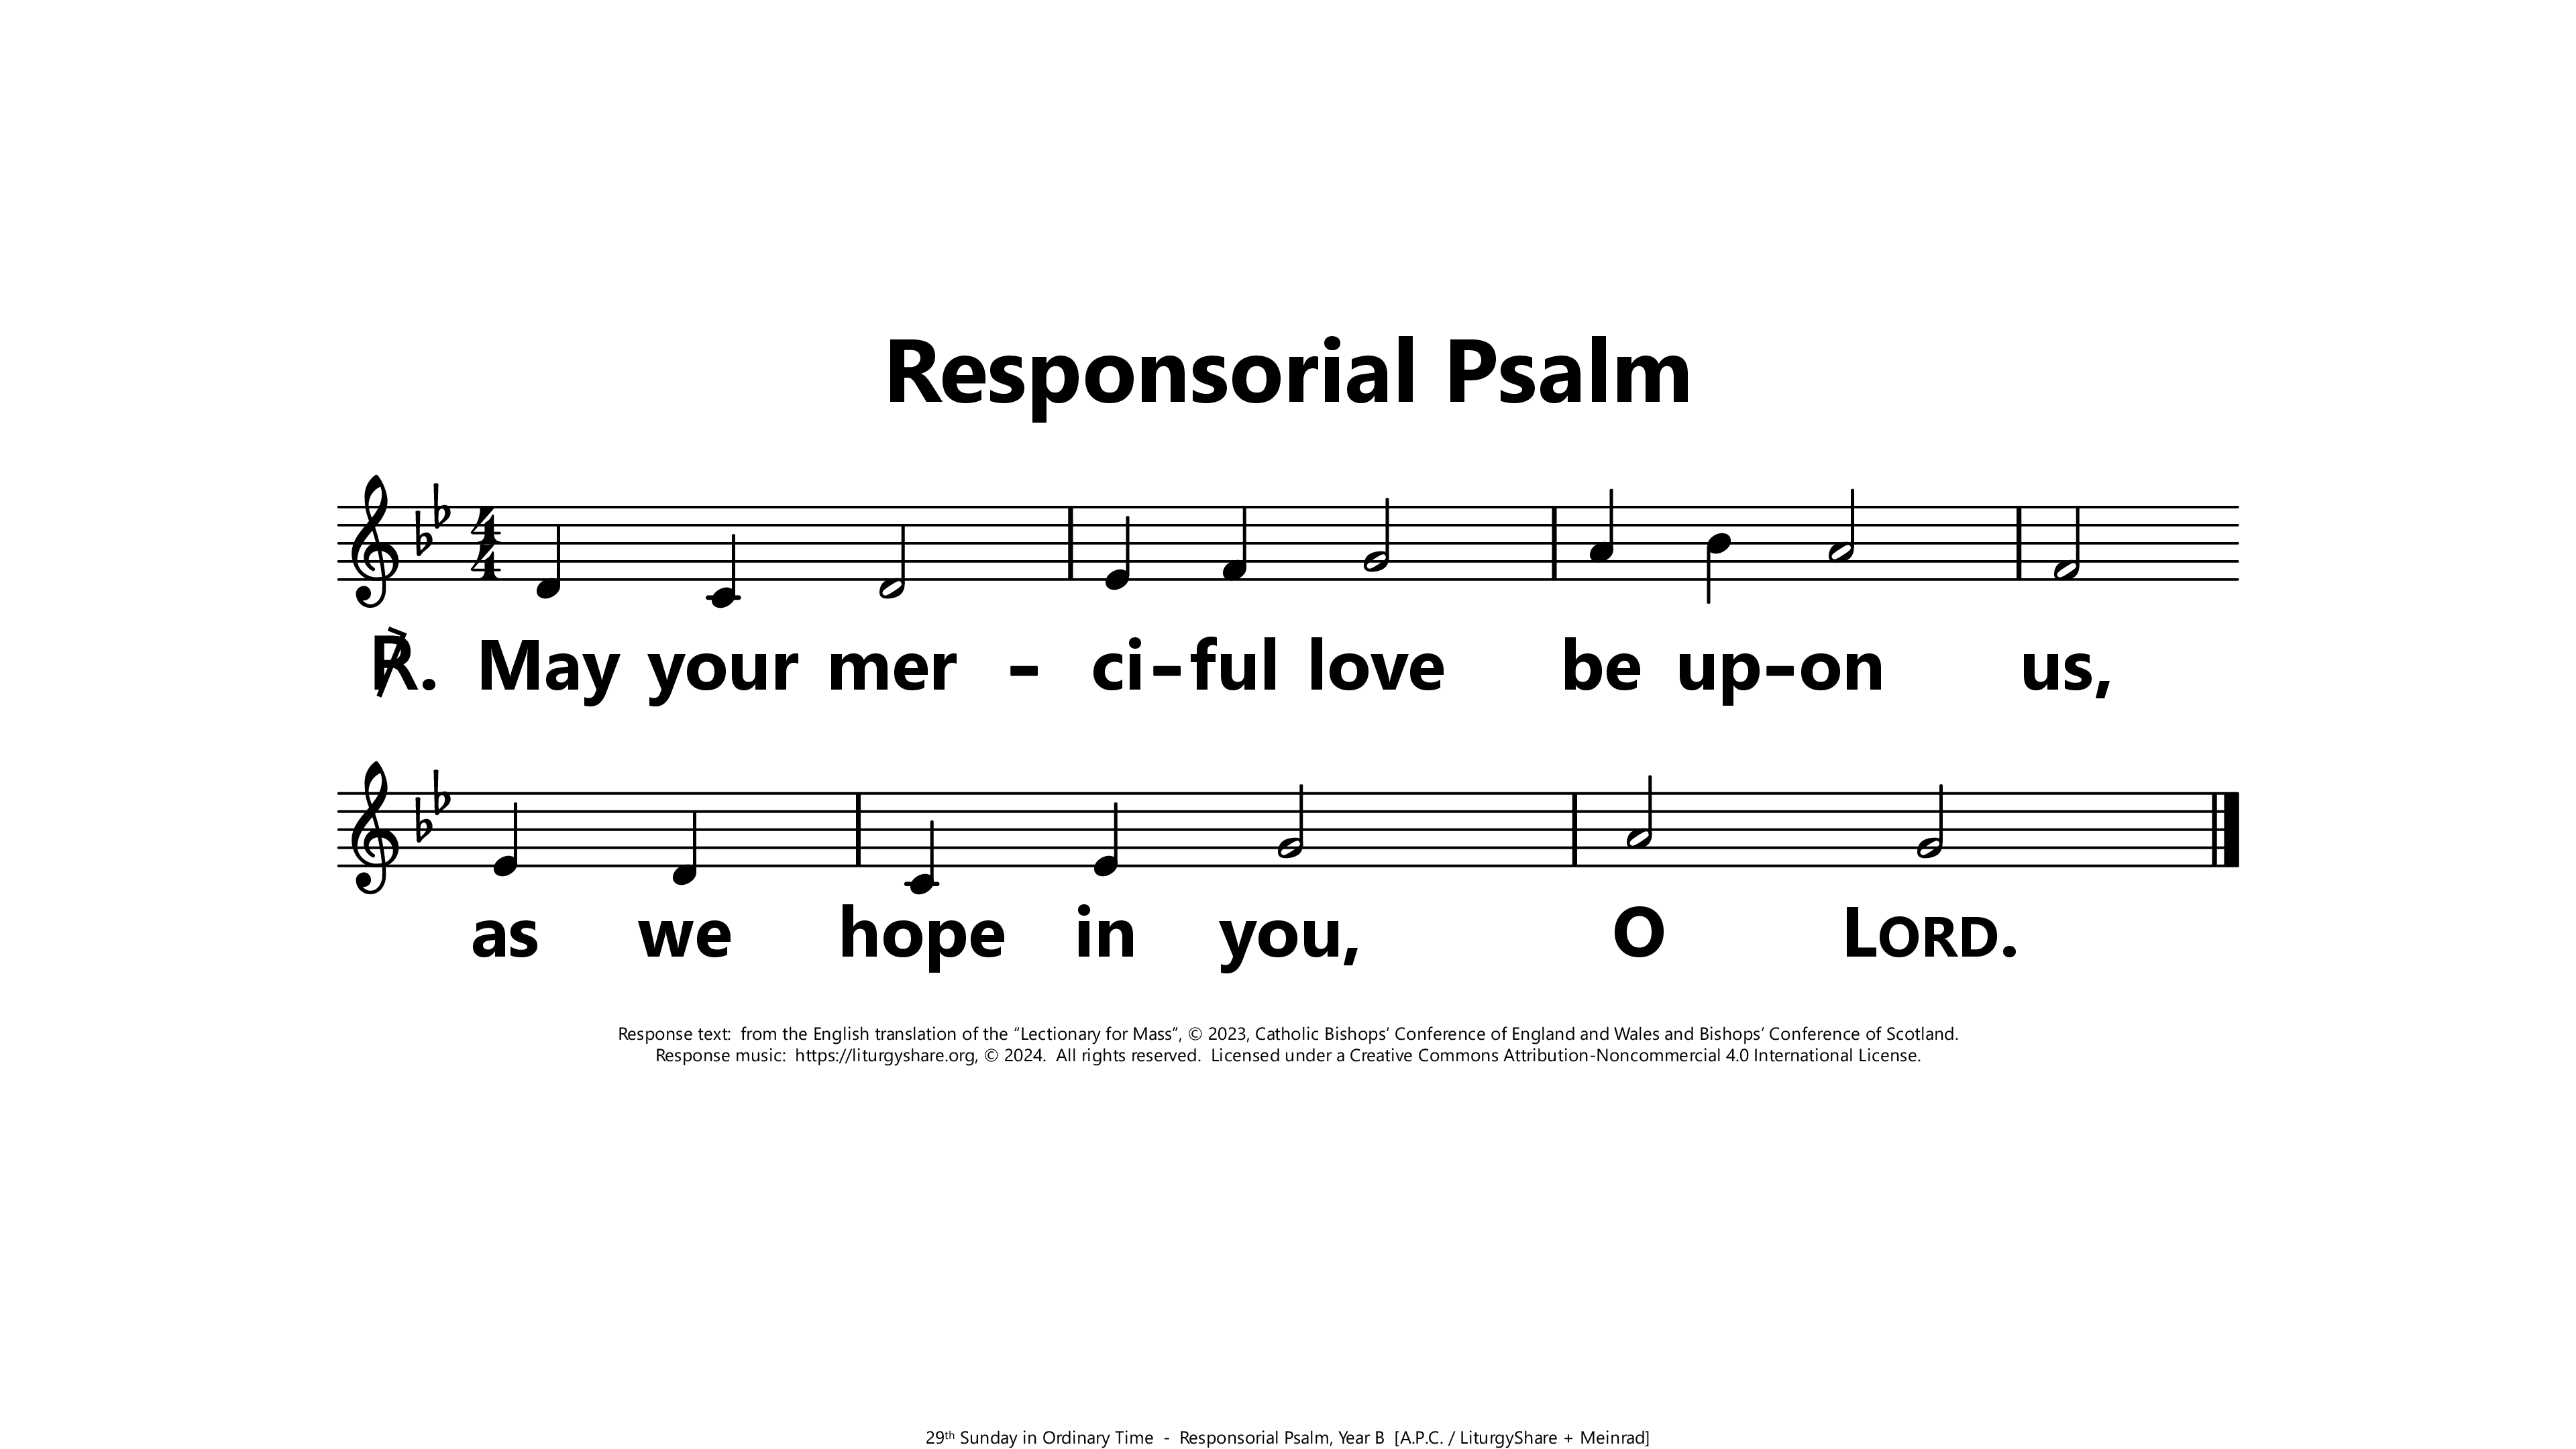 Responsorial Psalm
4
4
℟. May your mer - ci-ful love be up-on us,
as we hope in you, O LORD.
Response text:  from the English translation of the “Lectionary for Mass”, © 2023, Catholic Bishops’ Conference of England and Wales and Bishops’ Conference of Scotland.
Response music:  https://liturgyshare.org, © 2024.  All rights reserved.  Licensed under a Creative Commons Attribution-Noncommercial 4.0 International License.
29th Sunday in Ordinary Time  -  Responsorial Psalm, Year B  [A.P.C. / LiturgyShare + Meinrad]